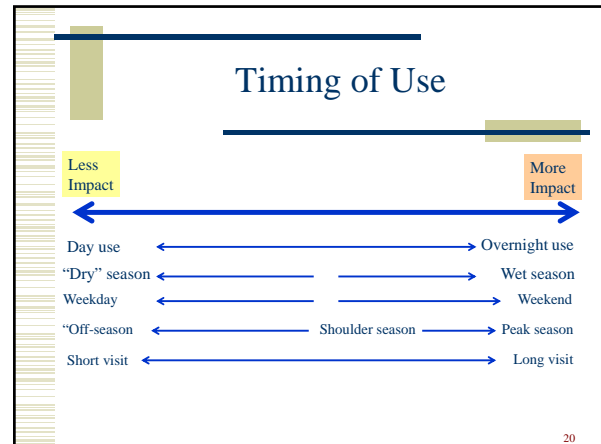 Timing of Use
Less
Impact
More
Impact
Day use Overnight use
“Dry” season Wet season
Weekday Weekend
“Off-season Shoulder season Peak season
Short visit Long visit
20